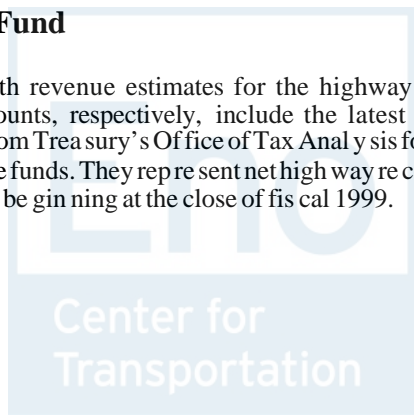 Fund
th revenue estimates for the highway
ounts, respectively, include the latest
om Trea sury's Of fice of Tax Anal y sis fo
e funds. They rep re sent net high way re c
be gin ning at the close of fis cal 1999.
Eno
Center for
Transportation